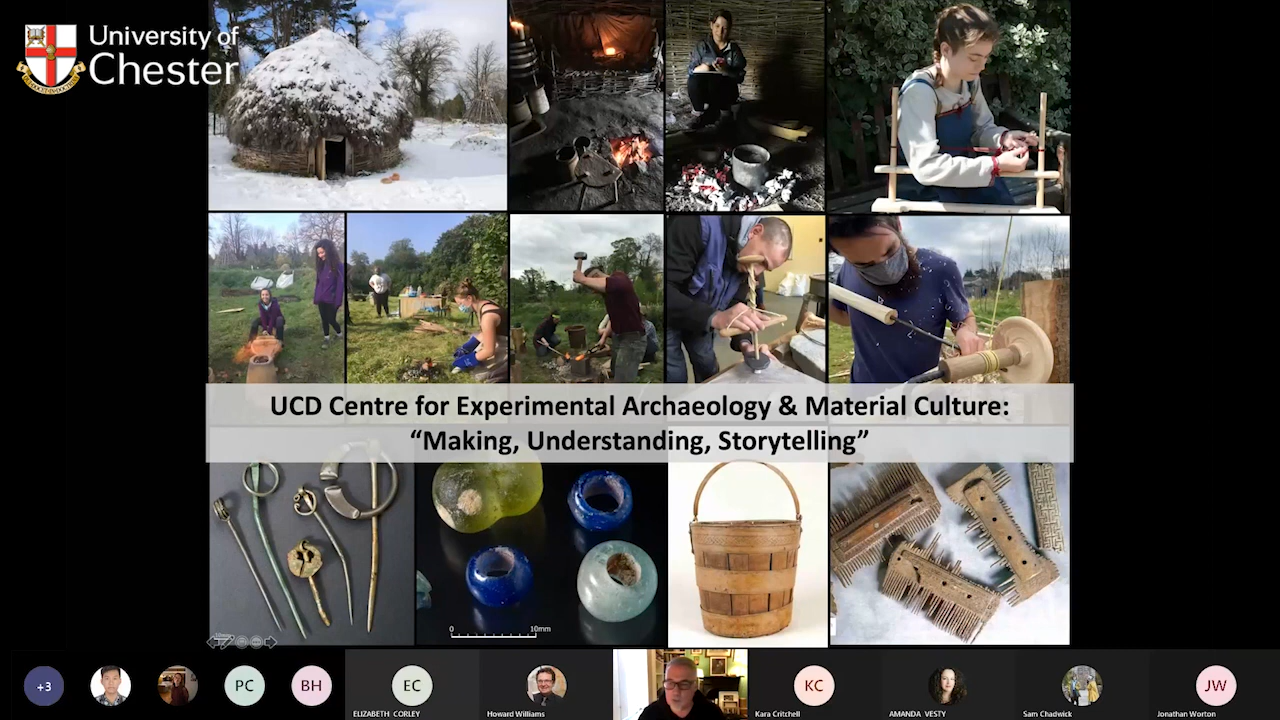 University of
Chester
UCD Centre for Experimental Archaeology & Material Culture:
“Making, Understanding, Storytelling”
0 10mm
+3
PC
BH
EC
KC
JW
ELIZABETH CORLEY
Howard Williams
Kara Critchell
AMANDA VESTY
Sam Chadwick
Jonathan Worton